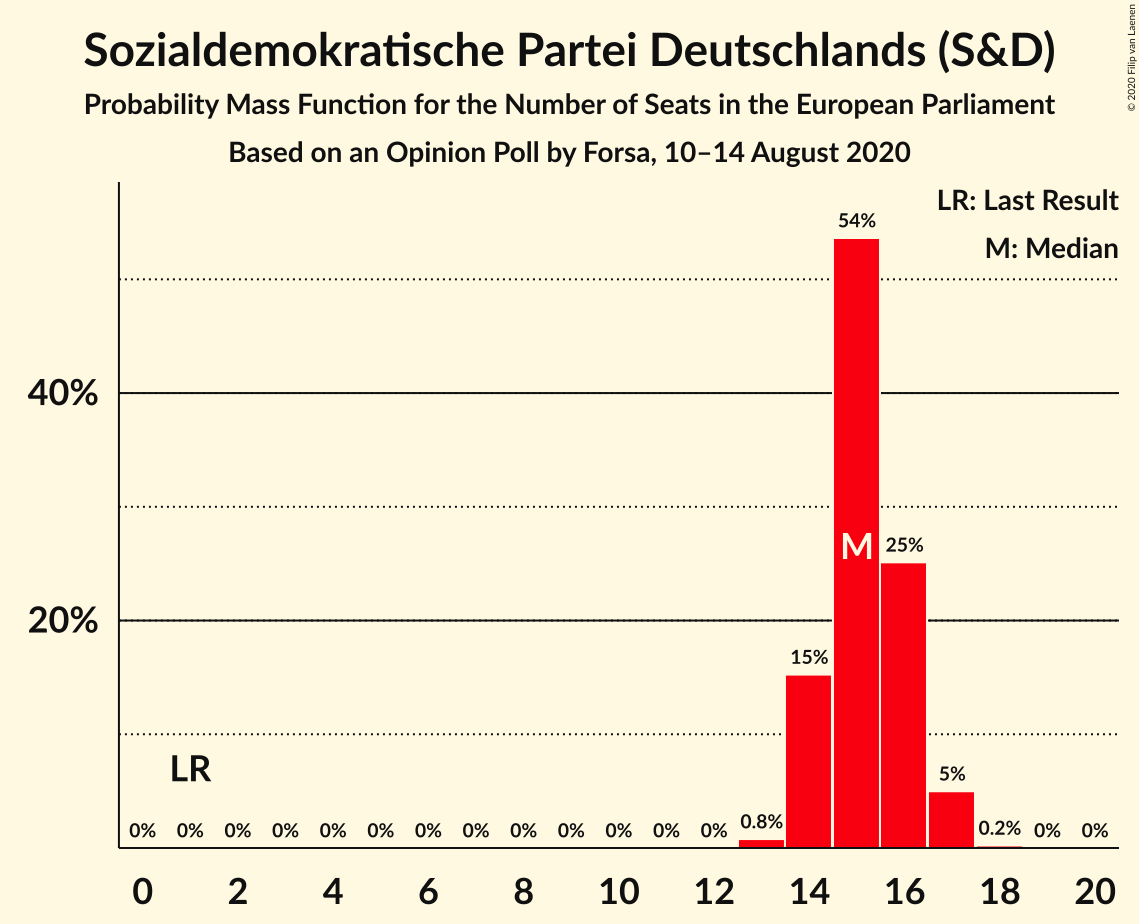 Sozialdemokratische Partei Deutschlands (S&D)
Probability Mass Function for the Number of Seats in the European Parliament
Based on an Opinion Poll by Forsa, 10–14 August 2020
© 2020 Filip van Laenen
LR: Last Result
M: Median
54%
40%
M
25%
20%
15%
LR
5%
0% 0% 0% 0% 0% 0% 0% 0% 0% 0% 0% 0% 0% 0.8% 0.2% 0% 0%
0 2 4 6 8 10 12 14 16 18 20